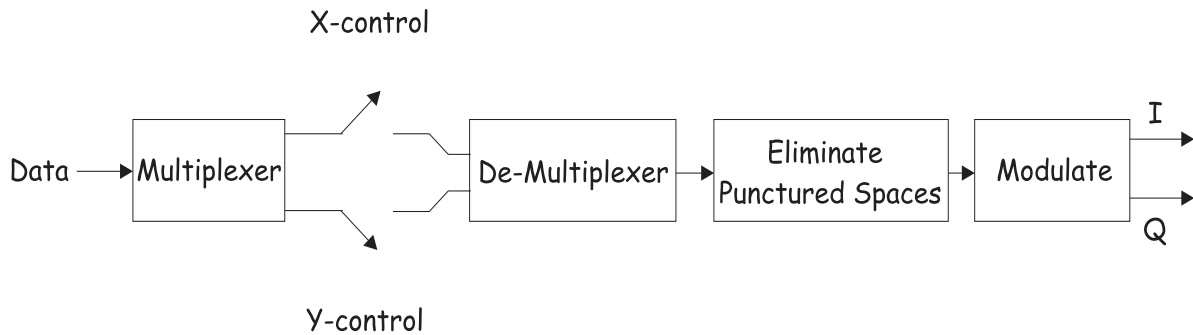 X-control
Data
Multiplexer
De-Multiplexer
Eliminate
Punctured Spaces
Modulate
I
Q
Y-control